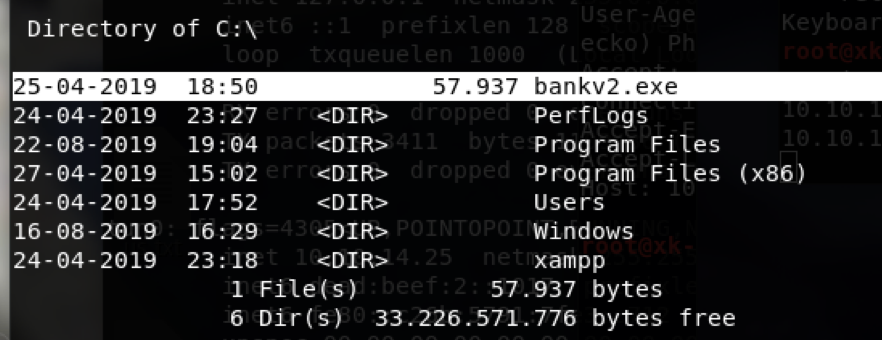 Directory of C:\
25-04-2019 18:50 57.937 bankv2.exe
24-04-2019 23:27 <DIR> PerfLogs
22-08-2019 19:04 <DIR> Program Files
27-04-2019 15:02 <DIR> Program Files (x86)
24-04-2019 17:52 <DIR> Users
16-08-2019 16:29 <DIR> Windows
24-04-2019 23:18 <DIR> xampp
1 File(s) 57.937 bytes
6 Dir(s) 33.226.571.776 bytes free